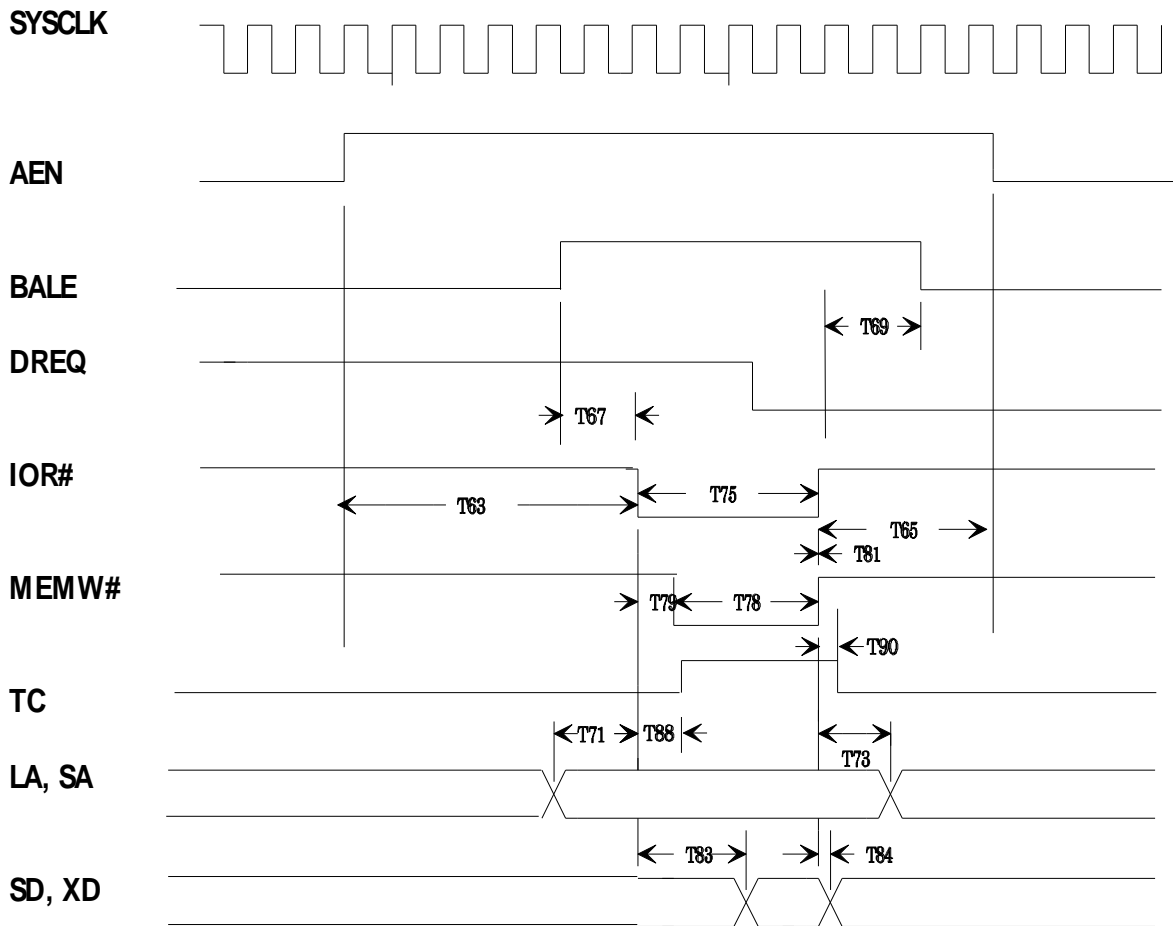 SYSCLK
AEN
BALE
T69
DREQ
T67
IOR#
T75
T63
T65
T81
MEMW#
T79
T78
T90
TC
T71
T88
T73
LA, SA
T83
T84
SD, XD